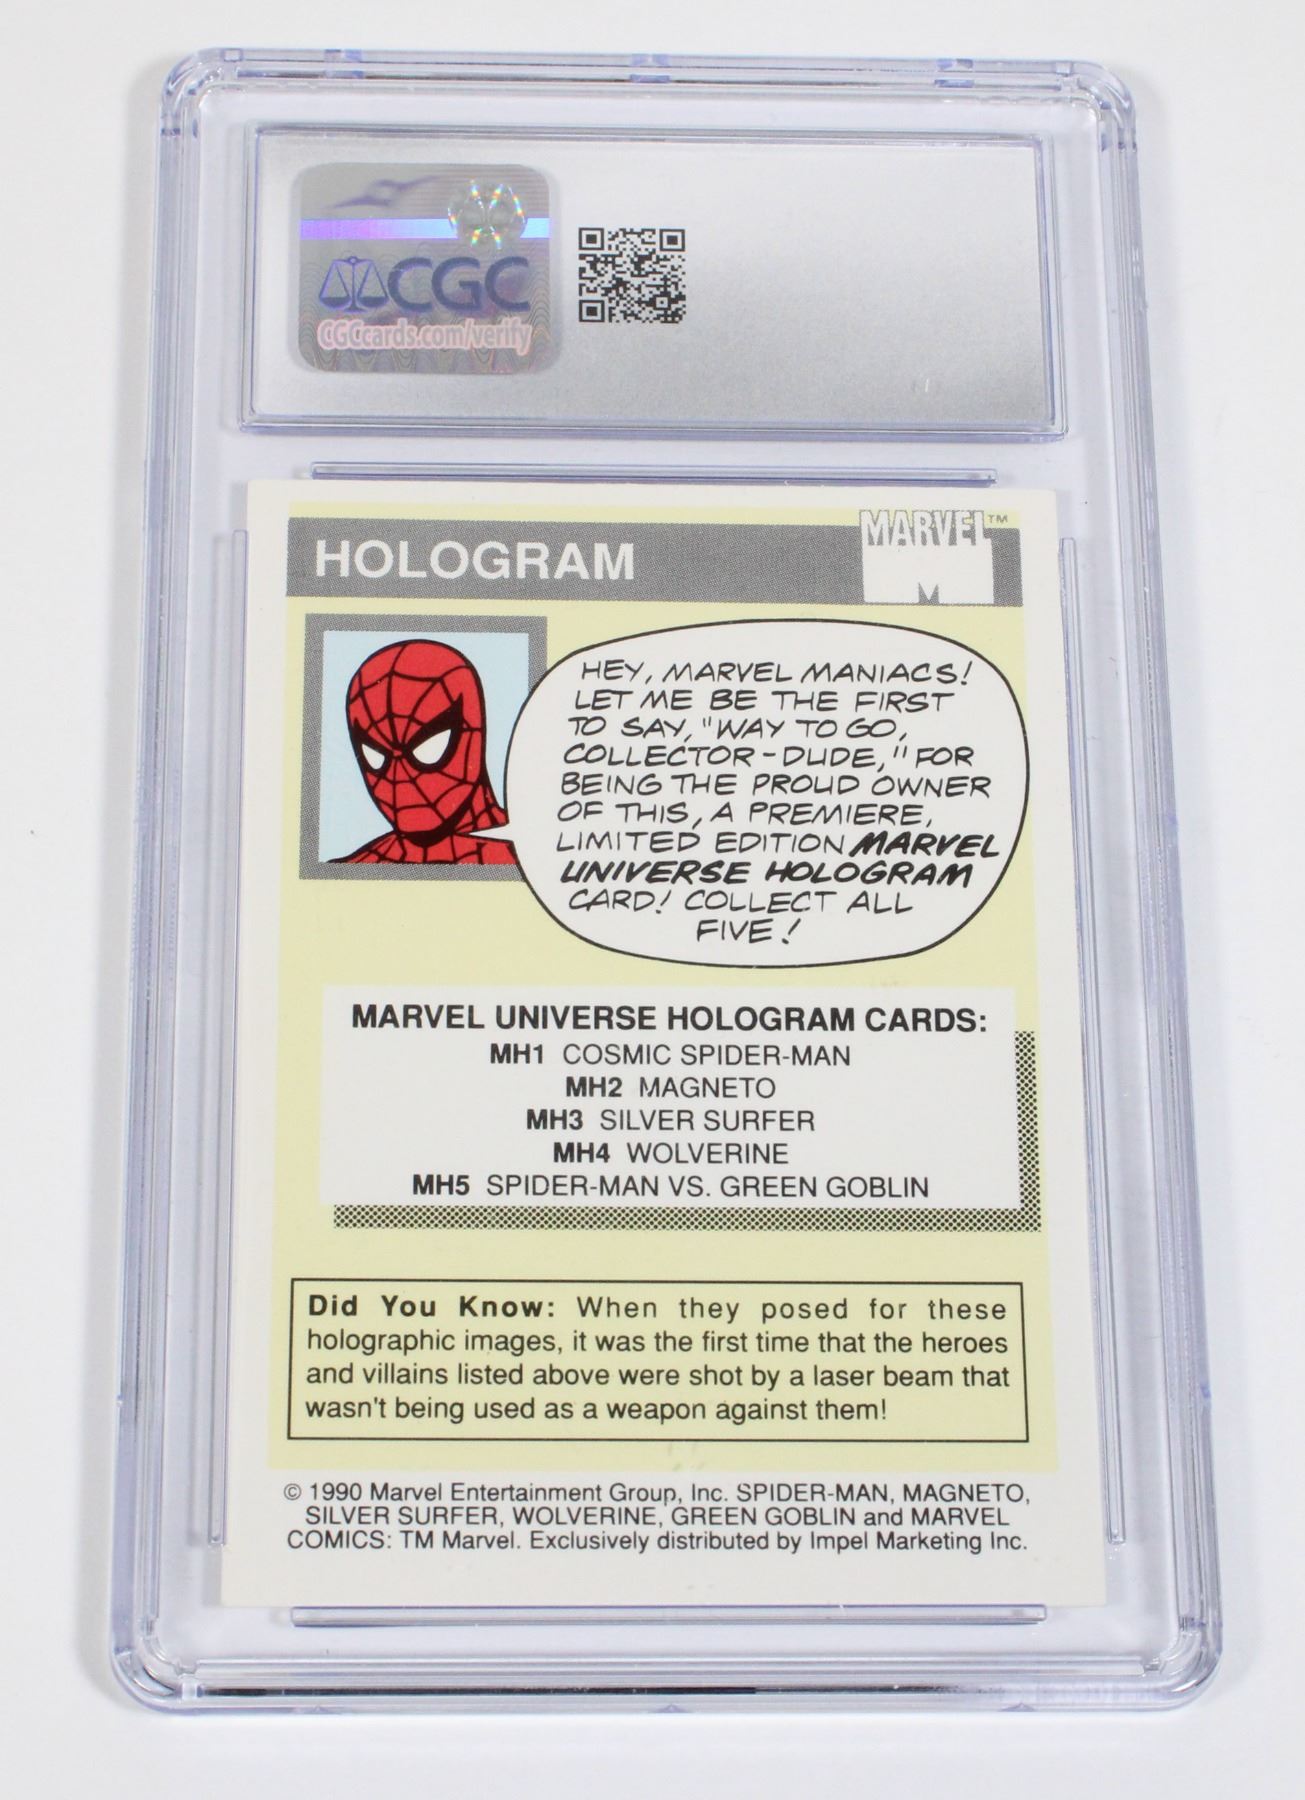 CGC
CGCcards.com/verify
HOLOGRAM
MARVEL™
M
HEY, MARVEL MANIACS!
LET ME BE THE FIRST
TO SAY, "WAY TO GO,
COLLECTOR-DUDE," FOR
BEING THE PROUD OWNER
OF THIS, A PREMIERE,
LIMITED EDITION MARVEL
UNIVERSE HOLOGRAM
CARD! COLLECT ALL
FIVE!
MARVEL UNIVERSE HOLOGRAM CARDS:
MH1 COSMIC SPIDER-MAN
MH2 MAGNETO
MH3 SILVER SURFER
MH4 WOLVERINE
MH5 SPIDER-MAN VS. GREEN GOBLIN
Did You Know: When they posed for these
holographic images, it was the first time that the heroes
and villains listed above were shot by a laser beam that
wasn't being used as a weapon against them!
© 1990 Marvel Entertainment Group, Inc. SPIDER-MAN, MAGNETO,
SILVER SURFER, WOLVERINE, GREEN GOBLIN and MARVEL
COMICS: TM Marvel. Exclusively distributed by Impel Marketing Inc.